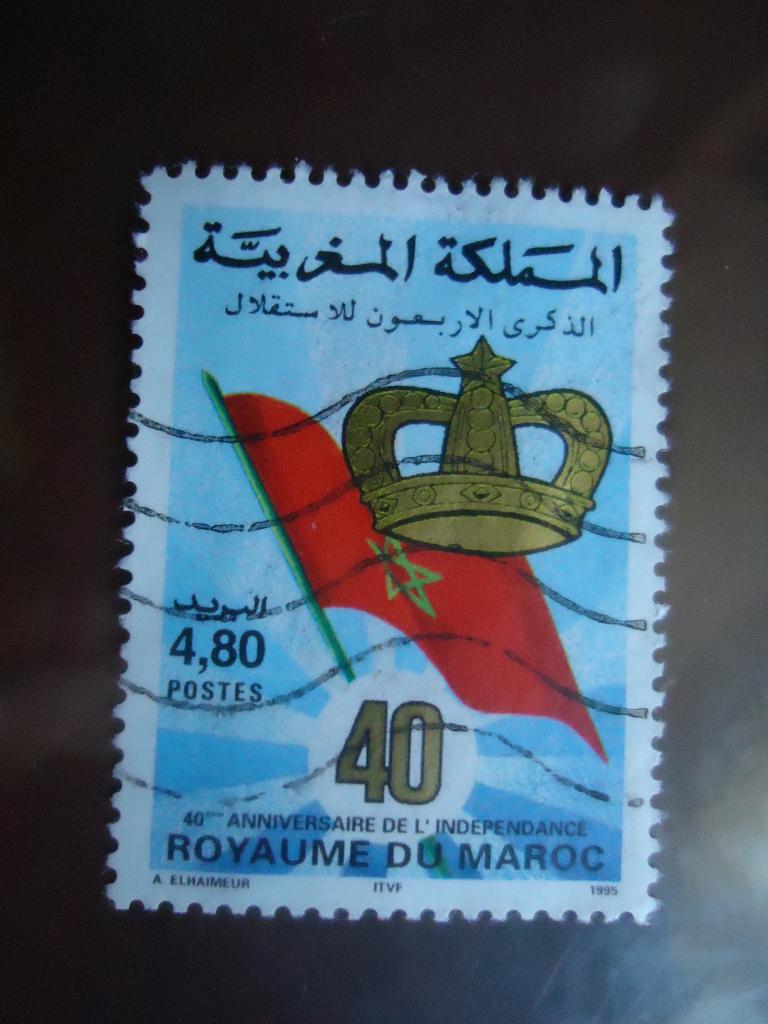 المملكة المغربية
الذكرى الاربعون للاستقلال
البريد
4,80
POSTES
40
40ème ANNIVERSAIRE DE L'INDEPENDANCE
ROYAUME DU MAROC
A. ELHAIMEUR ITVF 1995